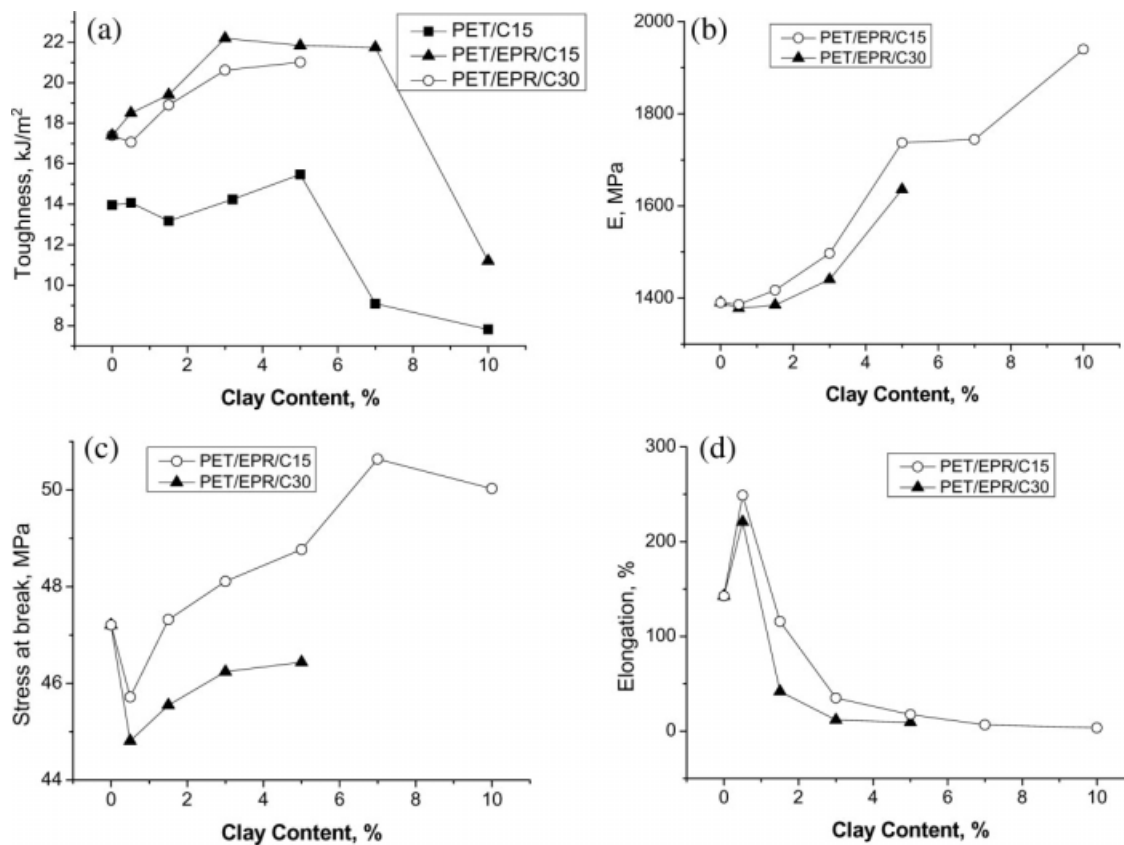 (a)
PET/C15
PET/EPR/C15
PET/EPR/C30
Toughness, kJ/m²
22
20
18
16
14
12
10
8
0 2 4 6 8 10
Clay Content, %
(b)
PET/EPR/C15
PET/EPR/C30
E, MPa
2000
1800
1600
1400
0 2 4 6 8 10
Clay Content, %
(c)
PET/EPR/C15
PET/EPR/C30
Stress at break, MPa
50
48
46
44
0 2 4 6 8 10
Clay Content, %
(d)
PET/EPR/C15
PET/EPR/C30
Elongation, %
300
200
100
0
0 2 4 6 8 10
Clay Content, %